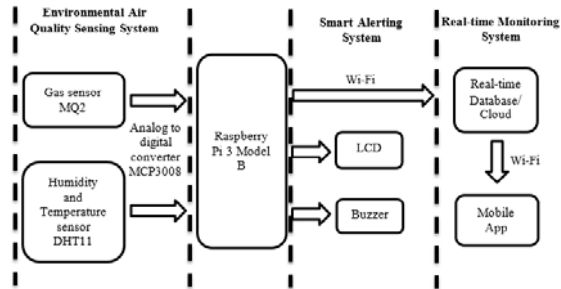 Environmental Air
Quality Sensing System
Smart Alerting
System
Real-time Monitoring
System
Gas sensor
MQ2
Analog to
digital
converter
MCP3008
Humidity
and
Temperature
sensor
DHT11
Raspberry
Pi 3 Model
B
Wi-Fi
LCD
Buzzer
Real-time
Database/
Cloud
Wi-Fi
Mobile
App